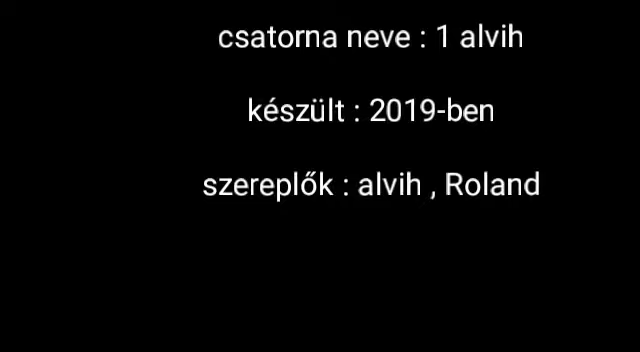 csatorna neve : 1 alvih
készült : 2019-ben
szereplők : alvih , Roland